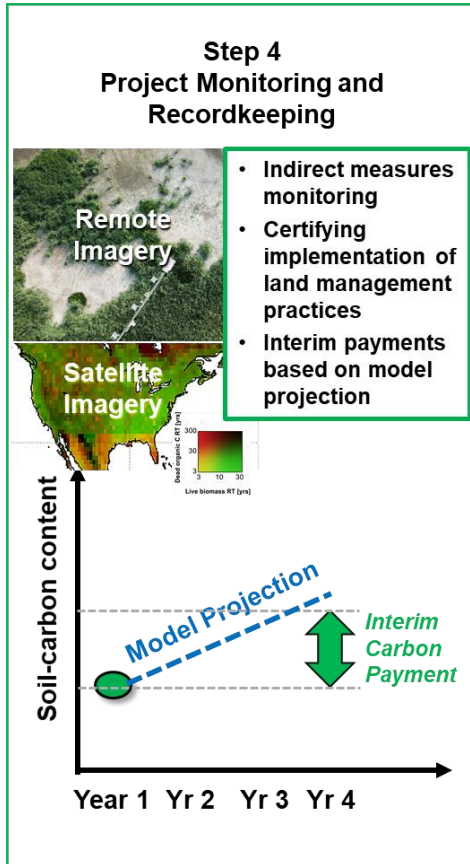 Step 4
Project Monitoring and
Recordkeeping
Remote
Imagery
• Indirect measures
monitoring
• Certifying
implementation of
land management
practices
• Interim payments
based on model
projection
Satellite
Imagery
Dead organic C RT [yrs]
300
30
3
3 10 30
Live biomass RT [yrs]
Soil-carbon content
Model Projection
Interim
Carbon
Payment
Year 1 Yr 2 Yr 3 Yr 4